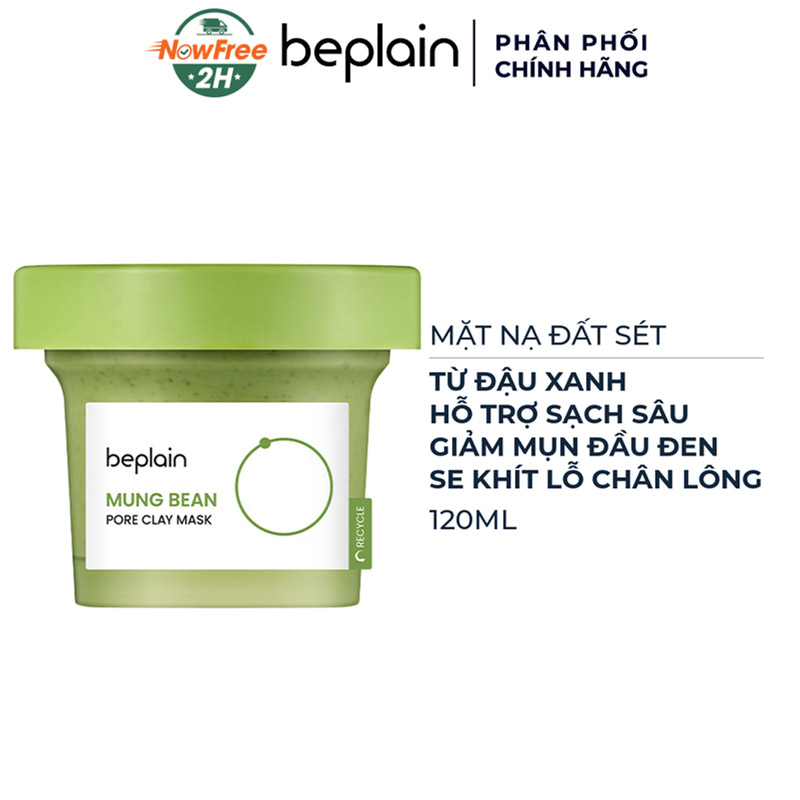 NowFree
2H
beplain
PHÂN PHỐI
CHÍNH HÃNG
MẶT NẠ ĐẤT SÉT
TỪ ĐẬU XANH
HỖ TRỢ SẠCH SÂU
GIẢM MỤN ĐẦU ĐEN
SE KHÍT LỖ CHÂN LÔNG
120ML
beplain
MUNG BEAN
PORE CLAY MASK
RECYCLE